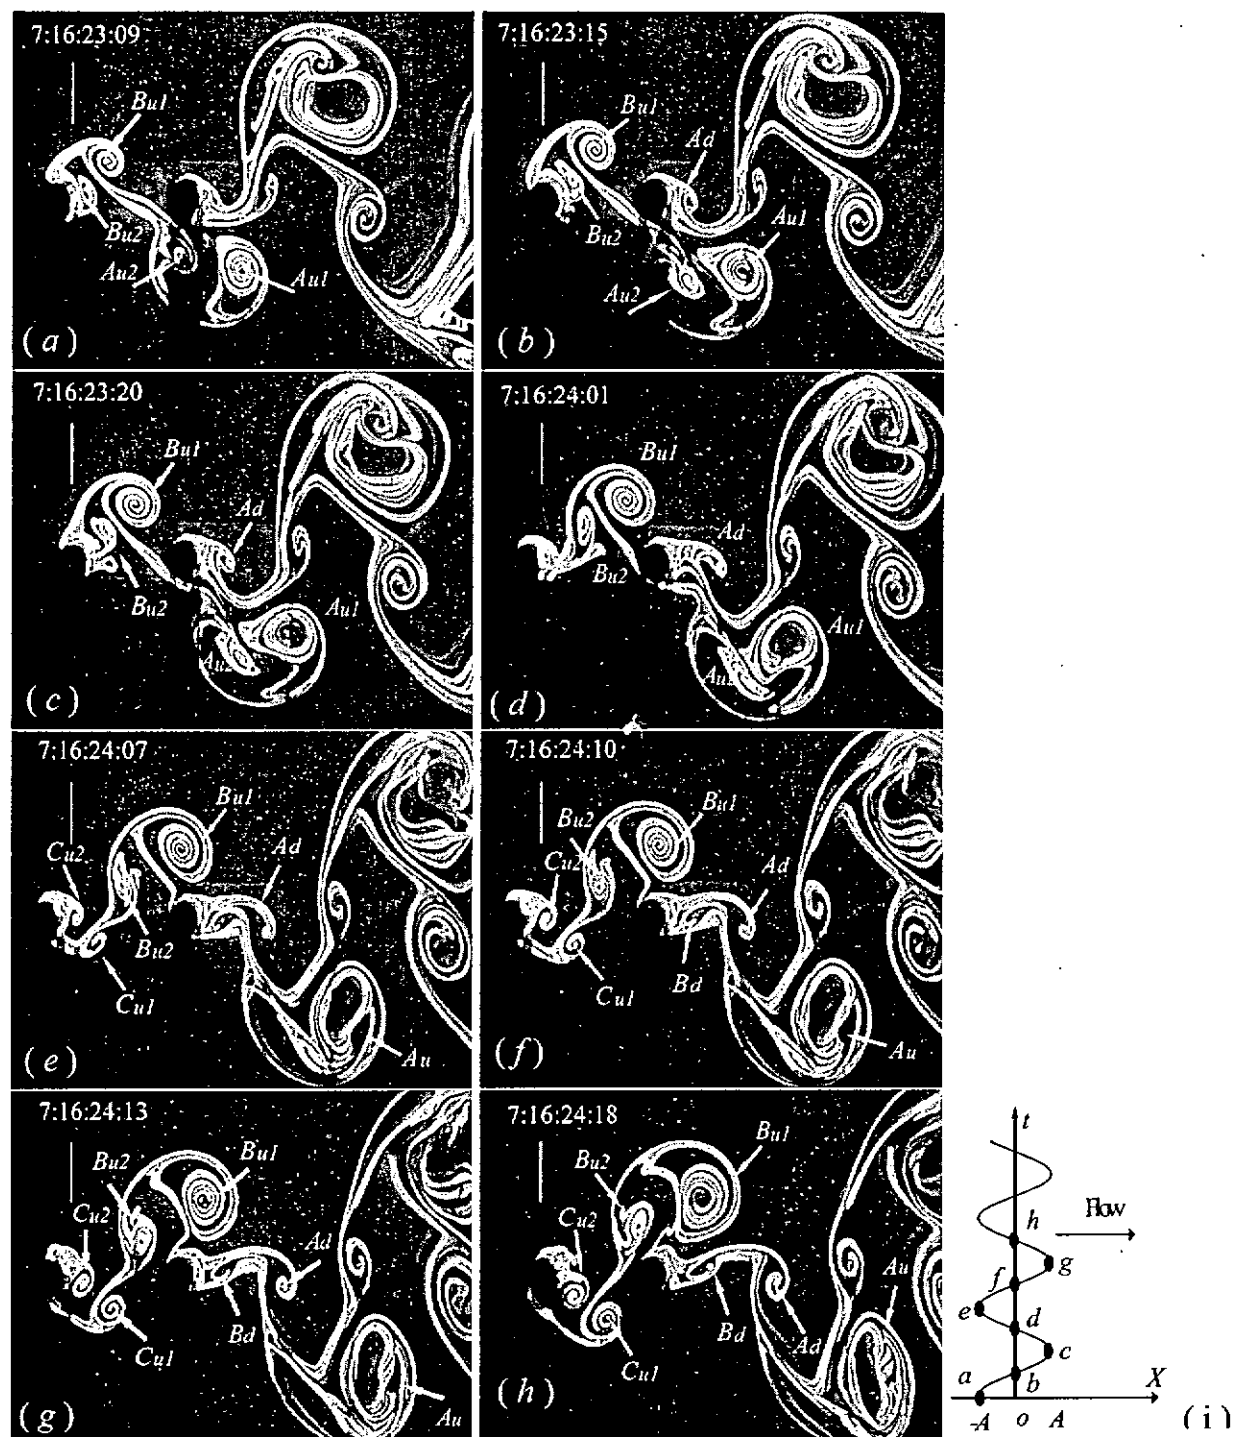 7:16:23:09
Bu1
Bu2
Au2
Au1
(a)
7:16:23:15
Bu1
Ad
Bu2
Au1
Au2
(b)
7:16:23:20
Bu1
Ad
Bu2
Au1
(c)
7:16:24:01
Bu1
Ad
Bu2
Au1
(d)
7:16:24:07
Bu1
Cu2
Ad
Bu2
Cu1
Au
(e)
7:16:24:10
Bu2
Bu1
Cu2
Ad
Cu1
Bd
Au
(f)
7:16:24:13
Bu2
Bu1
Cu2
Ad
Bd
Cu1
Au
(g)
7:16:24:18
Bu1
Bu2
Cu2
Au
Bd
Ad
Cu1
(h)
t
h
Flow
g
f
e
d
c
a
b
X
-A o A
(i)